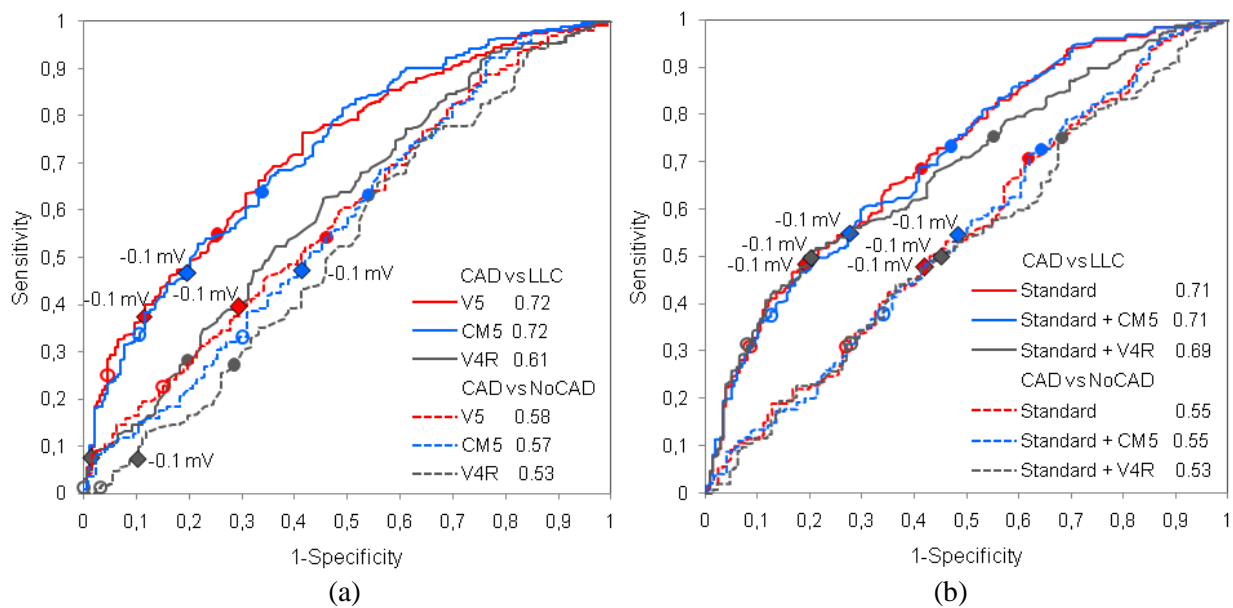 1
0,9
0,8
0,7
0,6
0,5
0,4
0,3
0,2
0,1
0
Sensitivity
-0.1 mV
-0.1 mV
-0.1 mV
-0.1 mV
-0.1 mV
CAD vs LLC
V5 0.72
CM5 0.72
V4R 0.61
CAD vs NoCAD
V5 0.58
CM5 0.57
V4R 0.53
0 0,1 0,2 0,3 0,4 0,5 0,6 0,7 0,8 0,9 1
1-Specificity
(a)
1
0,9
0,8
0,7
0,6
0,5
0,4
0,3
0,2
0,1
0
Sensitivity
-0.1 mV
-0.1 mV
-0.1 mV
-0.1 mV
-0.1 mV
CAD vs LLC
Standard 0.71
Standard + CM5 0.71
Standard + V4R 0.69
CAD vs NoCAD
Standard 0.55
Standard + CM5 0.55
Standard + V4R 0.53
0 0,1 0,2 0,3 0,4 0,5 0,6 0,7 0,8 0,9 1
1-Specificity
(b)